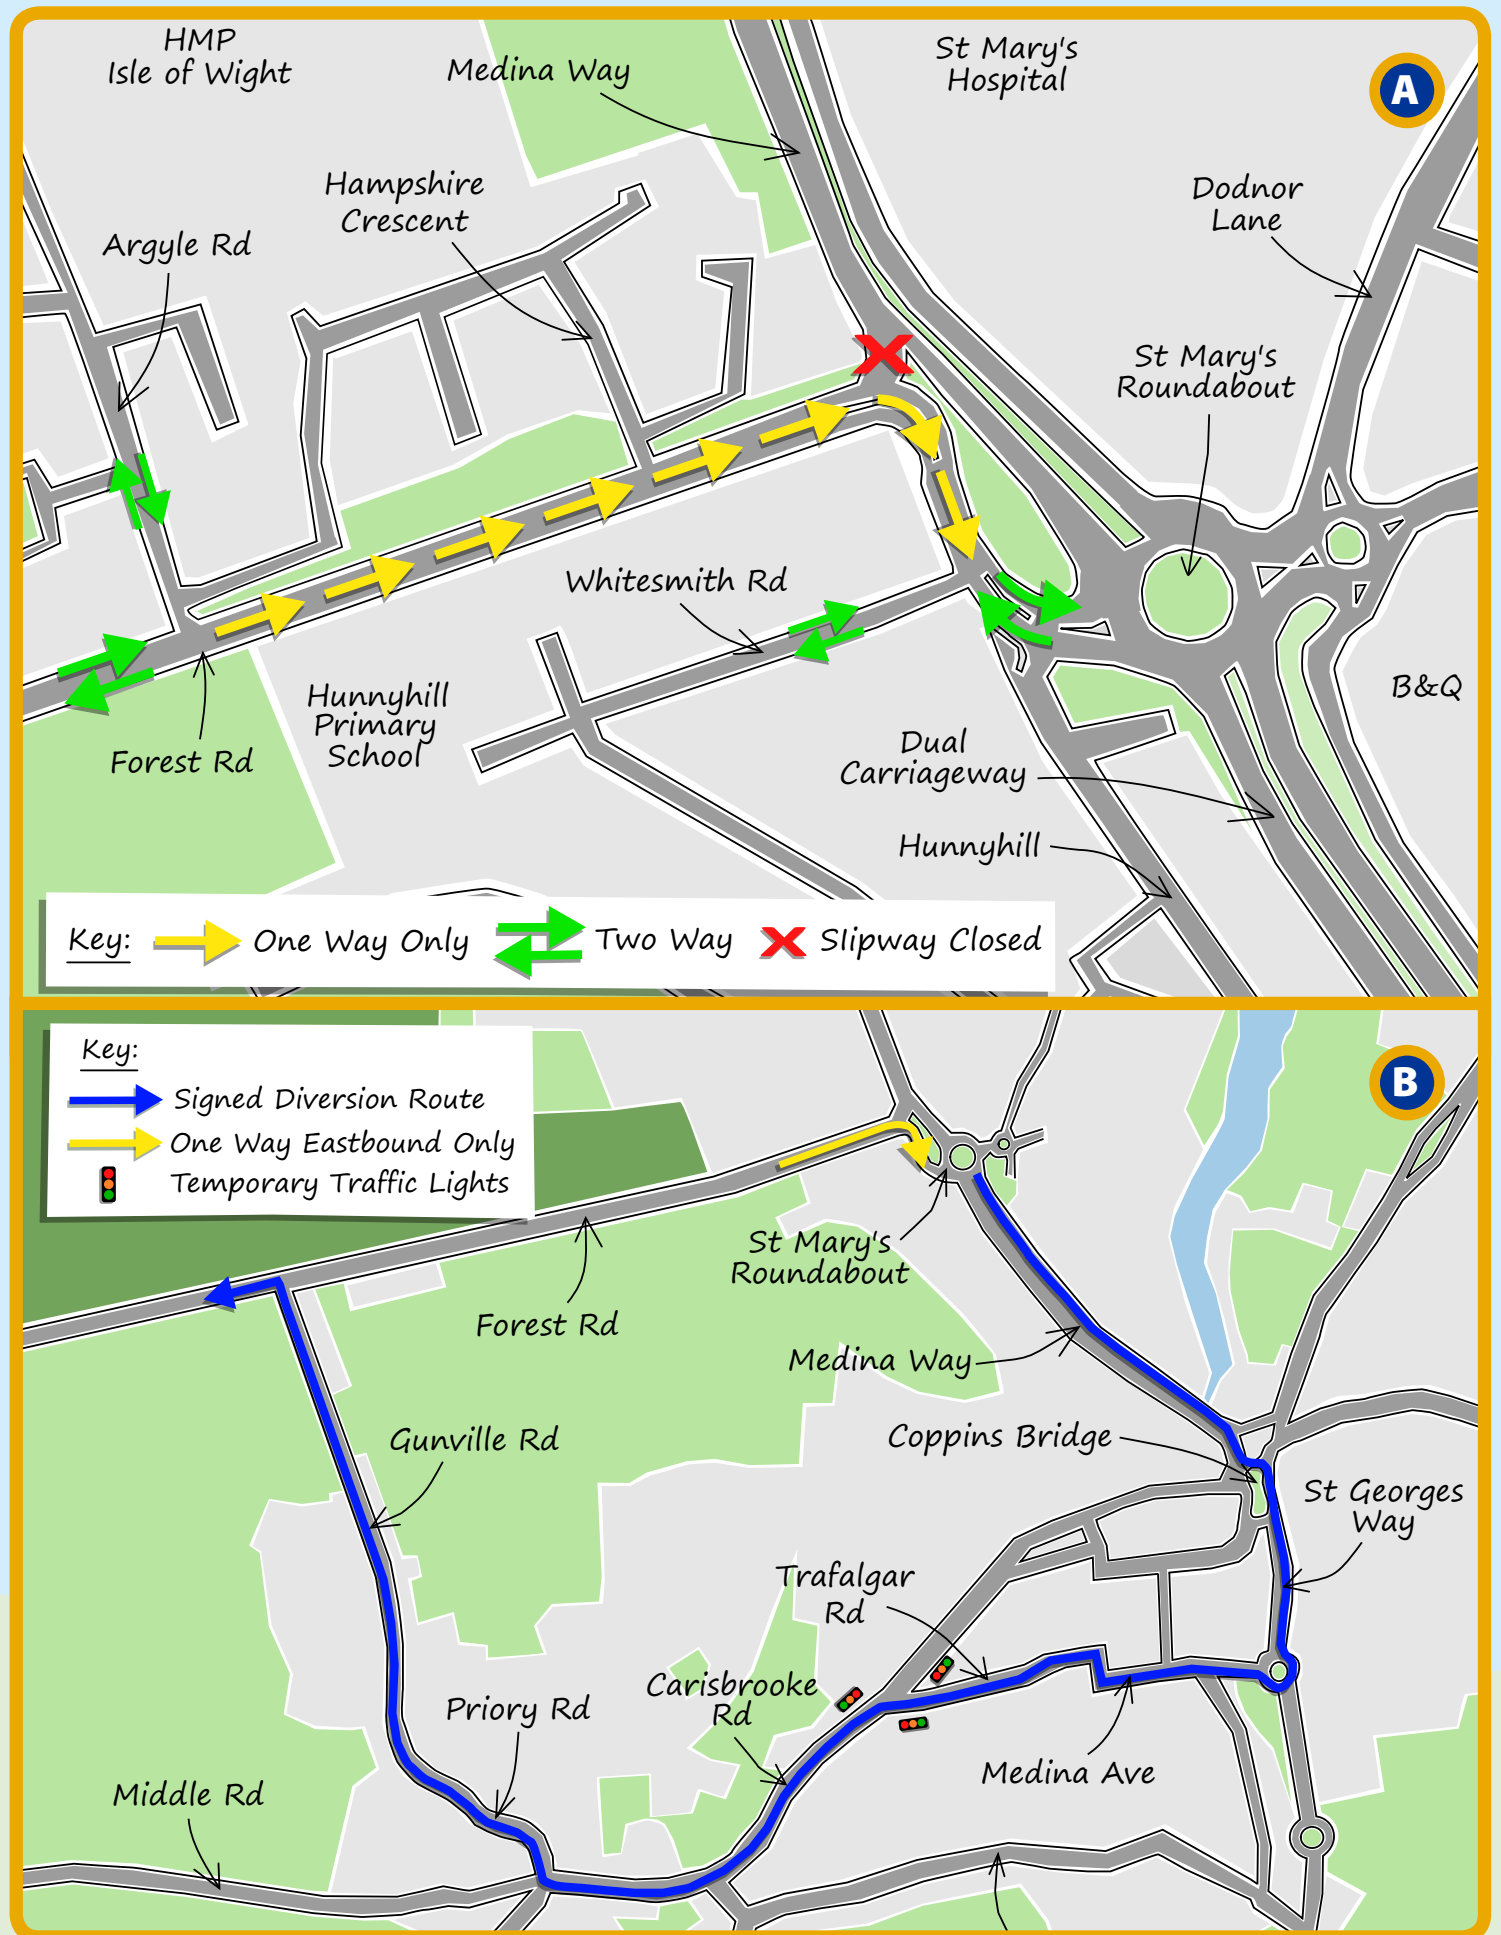 HMP
Isle of Wight
Medina Way
St Mary's
Hospital
A
Hampshire
Crescent
Dodnor
Lane
Argyle Rd
St Mary's
Roundabout
Whitesmith Rd
Hunnyhill
Primary
School
B&Q
Forest Rd
Dual
Carriageway
Hunnyhill
Key:
One Way Only
Two Way
Slipway Closed
Key:
Signed Diversion Route
One Way Eastbound Only
Temporary Traffic Lights
B
St Mary's
Roundabout
Forest Rd
Medina Way
Gunville Rd
Coppins Bridge
St Georges
Way
Trafalgar
Rd
Carisbrooke
Rd
Priory Rd
Medina Ave
Middle Rd